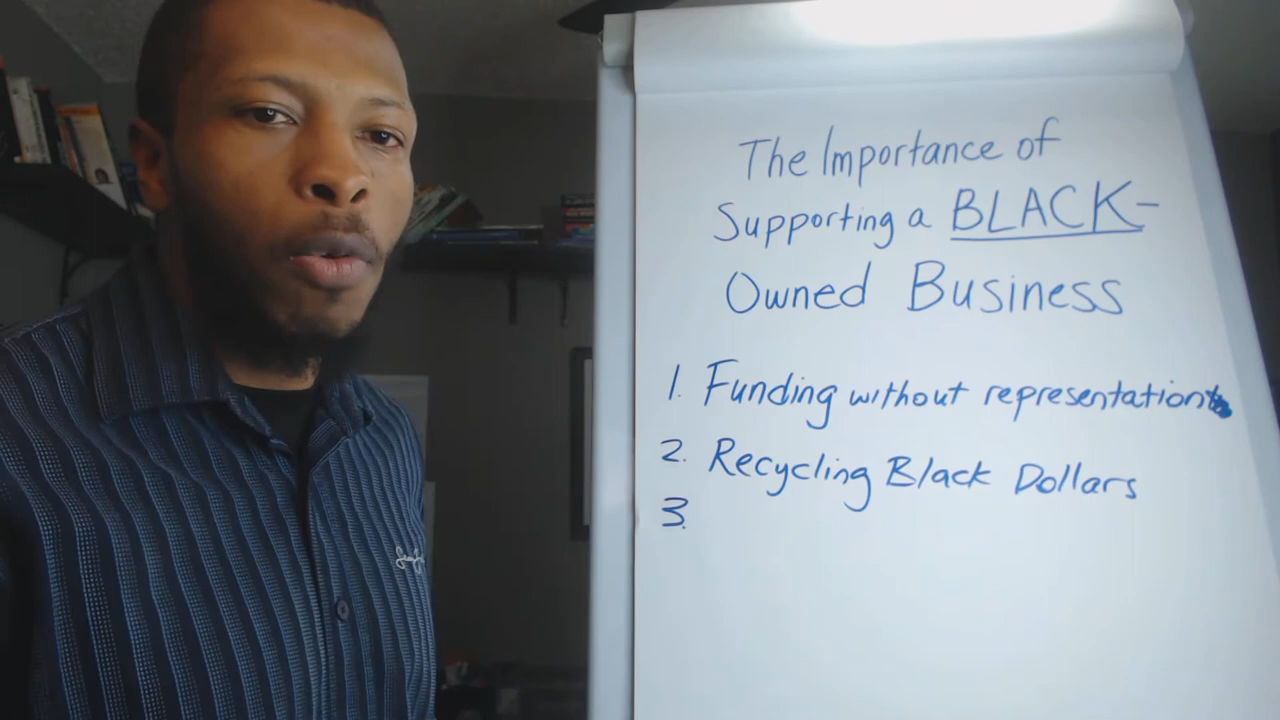 The Importance of
Supporting a BLACK-
Owned Business
1. Funding without representation
2. Recycling Black Dollars
3.